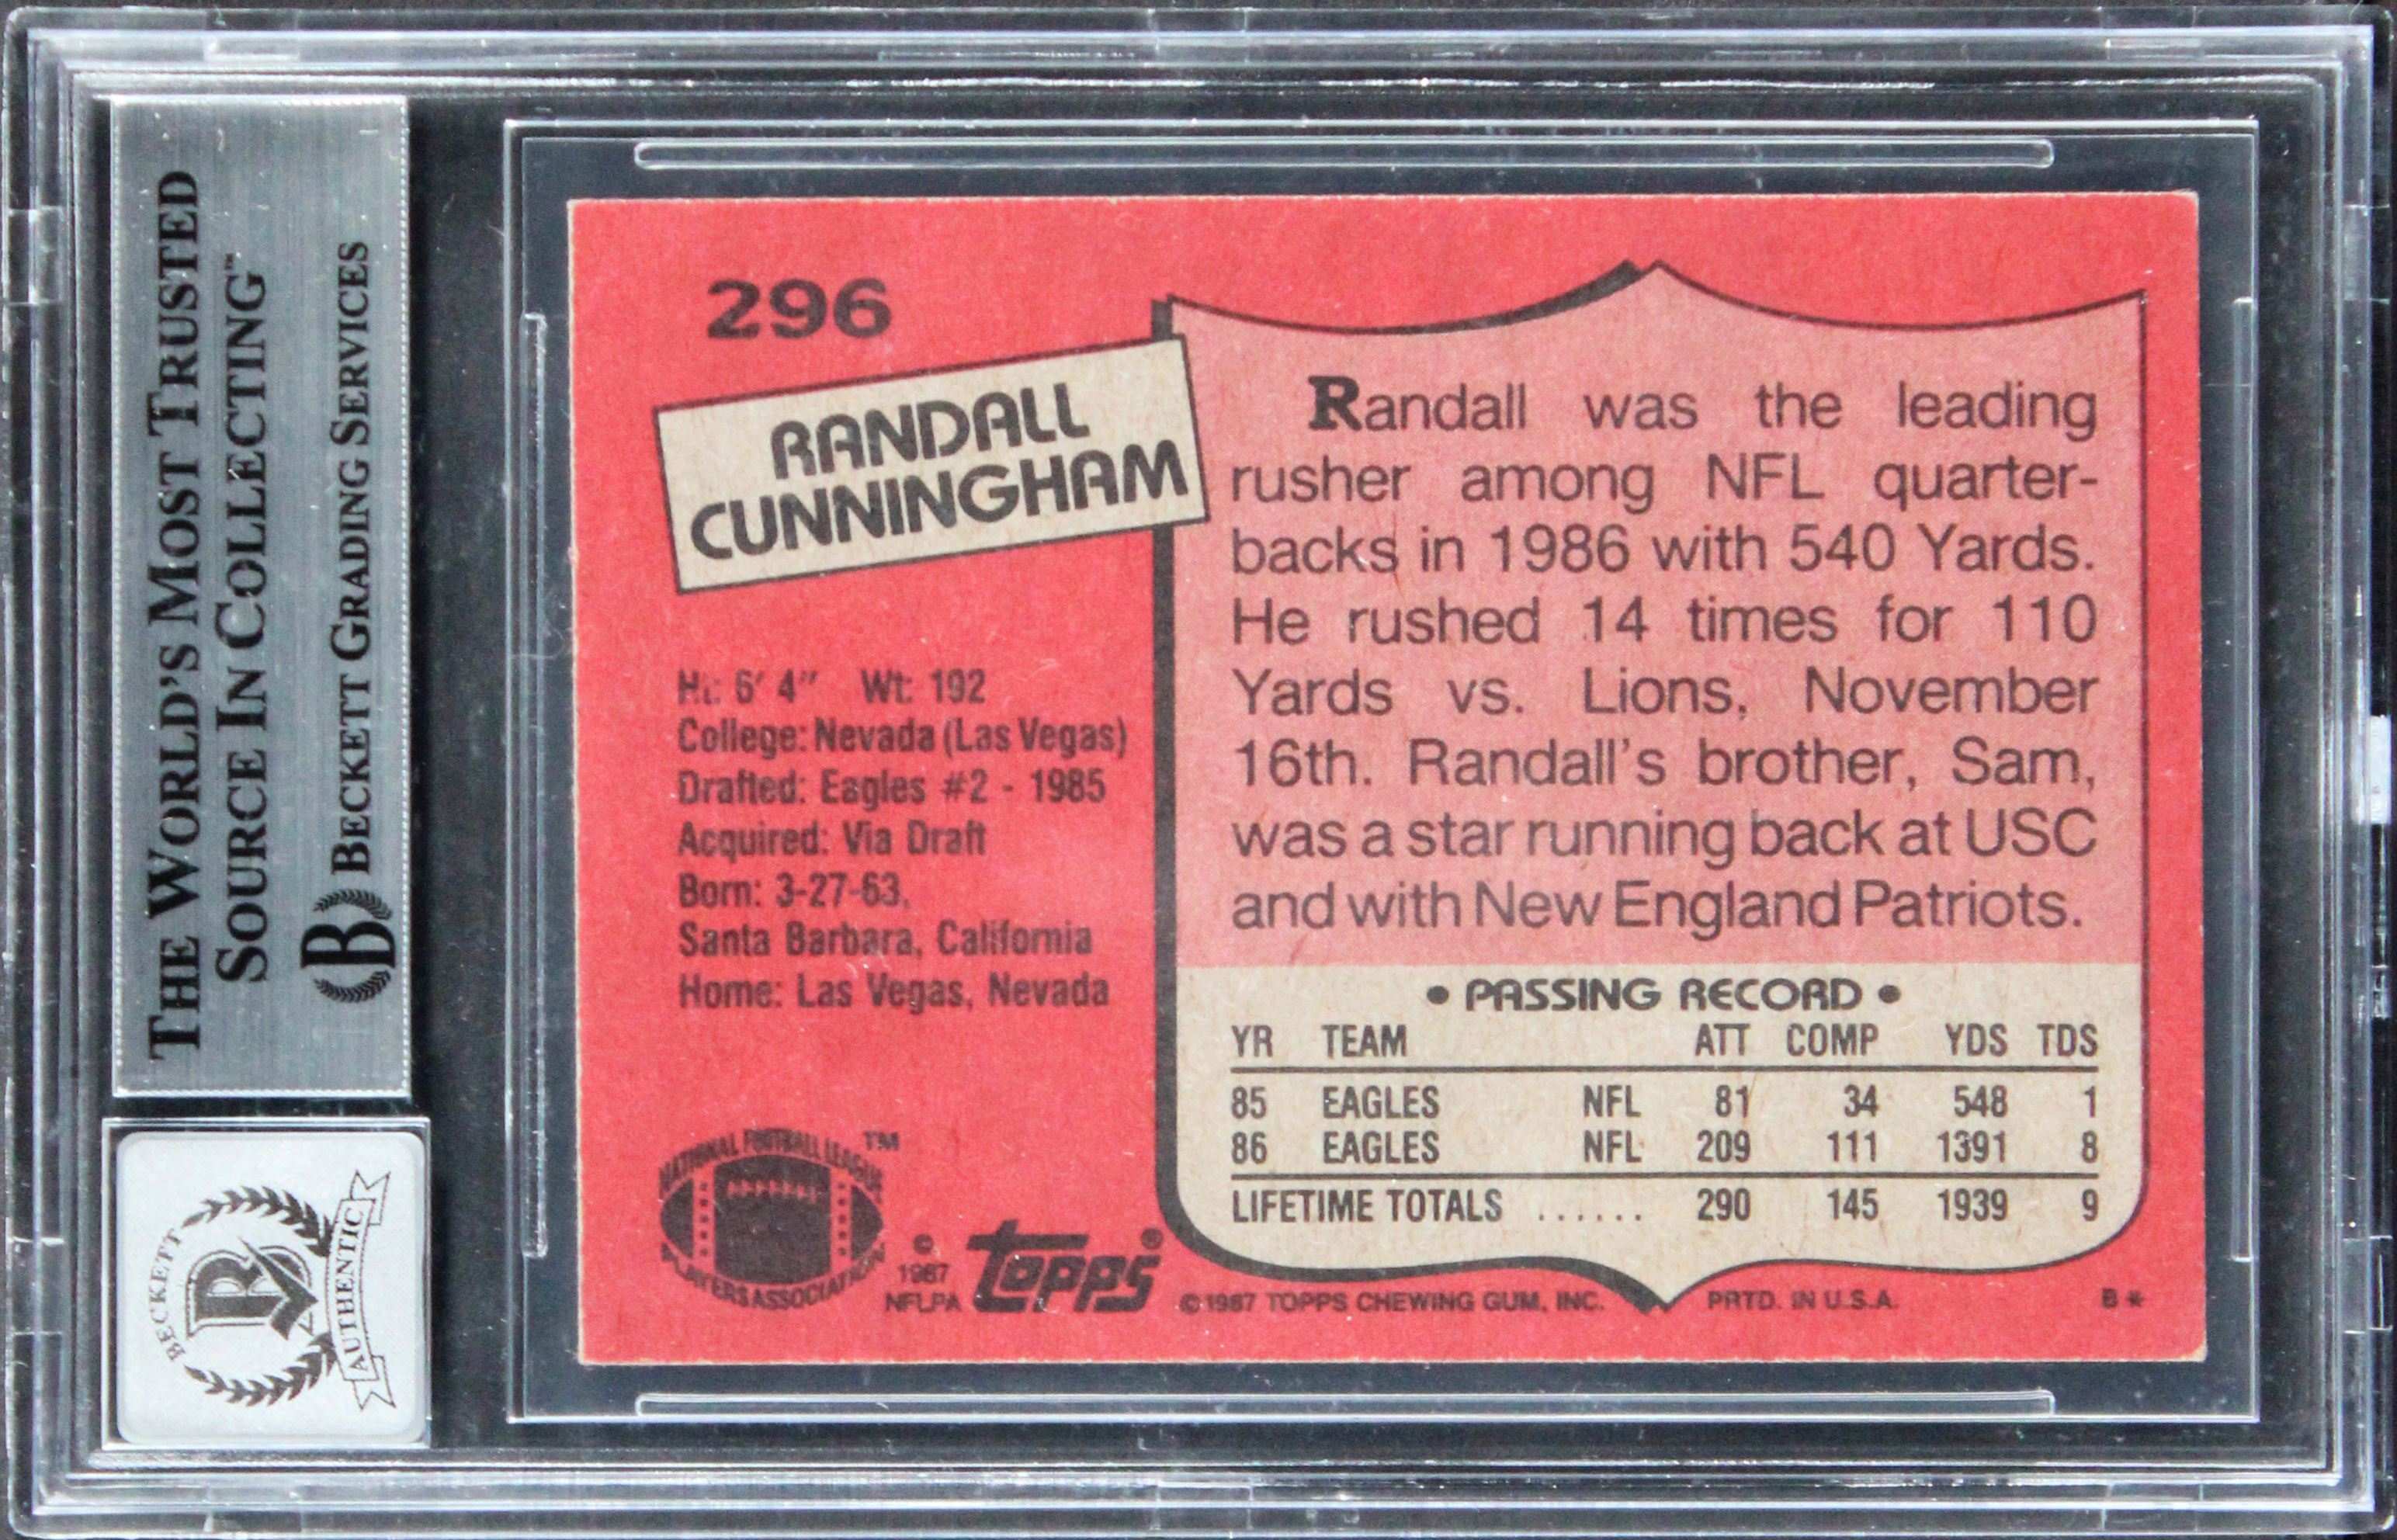 THE WORLD'S MOST TRUSTED
SOURCE IN COLLECTING™
B BECKETT GRADING SERVICES
BECKETT
B
AUTHENTIC
296
RANDALL
CUNNINGHAM
Ht: 6' 4" Wt: 192
College: Nevada (Las Vegas)
Drafted: Eagles #2 - 1985
Acquired: Via Draft
Born: 3-27-63,
Santa Barbara, California
Home: Las Vegas, Nevada
NATIONAL FOOTBALL LEAGUE TM
PLAYERS ASSOCIATION
©
1987
NFLPA
topps®
Randall was the leading
rusher among NFL quarter-
backs in 1986 with 540 Yards.
He rushed 14 times for 110
Yards vs. Lions, November
16th. Randall's brother, Sam,
was a star running back at USC
and with New England Patriots.
• PASSING RECORD •
YR TEAM ATT COMP YDS TDS
85 EAGLES NFL 81 34 548 1
86 EAGLES NFL 209 111 1391 8
LIFETIME TOTALS ...... 290 145 1939 9
©1987 TOPPS CHEWING GUM, INC. PRTD. IN U.S.A. B*